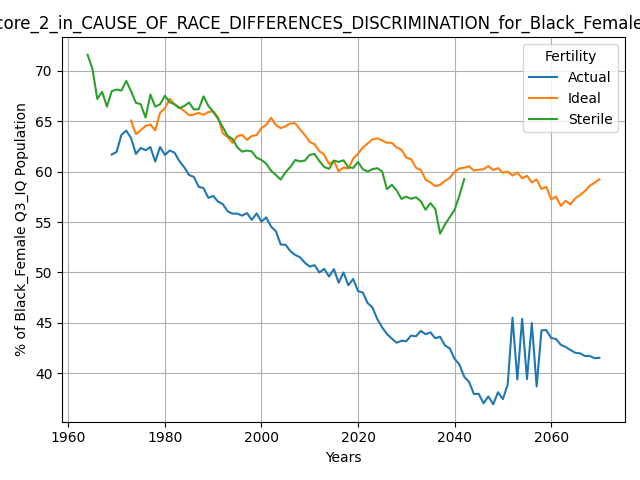 core_2_in_CAUSE_OF_RACE_DIFFERENCES_DISCRIMINATION_for_Black_Female
Fertility
Actual
Ideal
Sterile
% of Black_Female Q3_IQ Population
70
65
60
55
50
45
40
1960 1980 2000 2020 2040 2060
Years